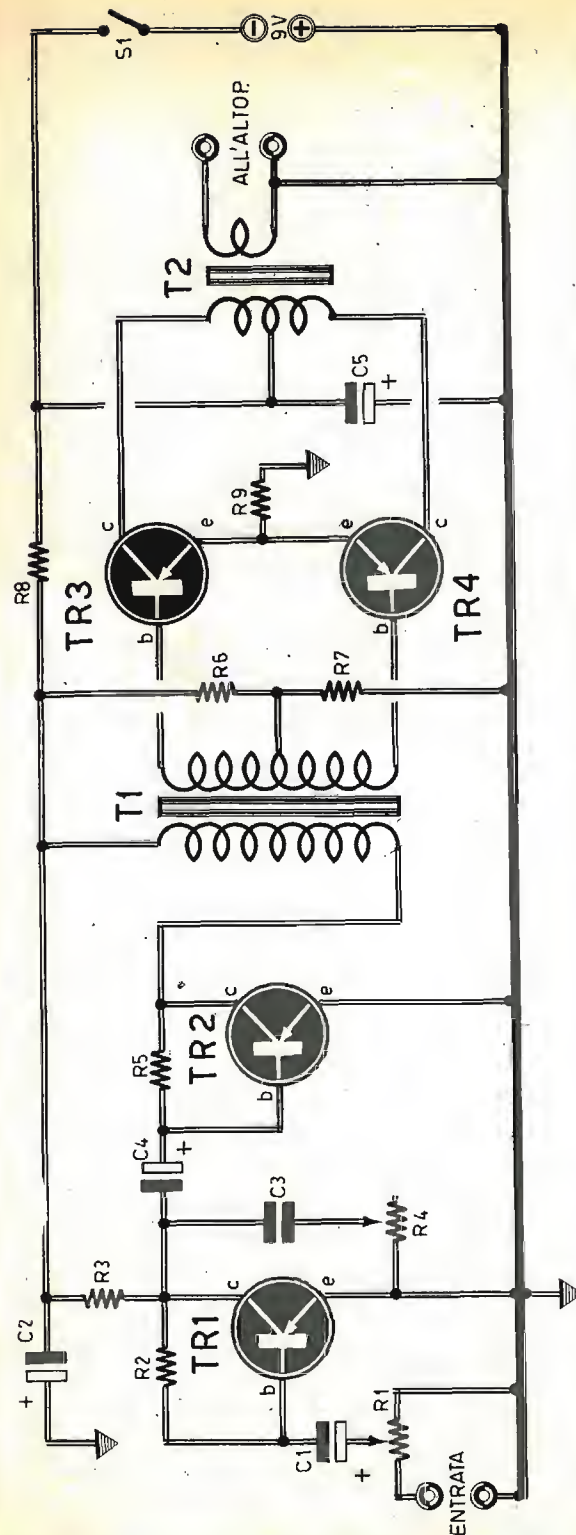 ENTRATA
R1
+
C1
R2
b
TR1
c
e
C2
+
R3
C3
R4
C4
+
R5
b
TR2
c
e
T1
R6
R7
R8
b
TR3
c
e
R9
e
b
TR4
c
C5
+
T2
ALL'ALTOP.
S1
−
9V
+